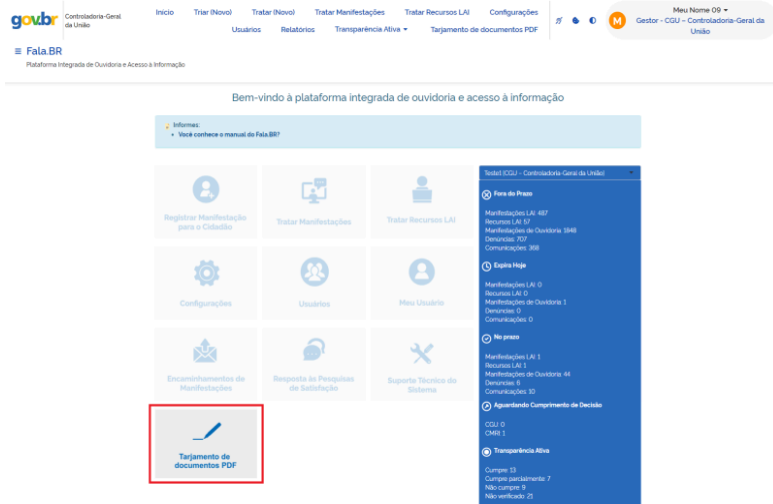 gov.br
Controladoria-Geral
da União
Início
Triar (Novo)
Tratar (Novo)
Tratar Manifestações
Tratar Recursos LAI
Configurações
Usuários
Relatórios
Transparência Ativa
Tarjamento de documentos PDF
M
Meu Nome 09
Gestor - CGU – Controladoria-Geral da
União
Fala.BR
Plataforma Integrada de Ouvidoria e Acesso à Informação
Bem-vindo à plataforma integrada de ouvidoria e acesso à informação
Informes:
• Você conhece o manual do Fala.BR?
Registrar Manifestação
para o Cidadão
Tratar Manifestações
Tratar Recursos LAI
Configurações
Usuários
Meu Usuário
Encaminhamentos de
Manifestações
Resposta às Pesquisas
de Satisfação
Suporte Técnico do
Sistema
Tarjamento de
documentos PDF
Teste1 (CGU – Controladoria-Geral da União)
Fora do Prazo
Manifestações LAI: 487
Recursos LAI: 57
Manifestações de Ouvidoria: 1846
Denúncias: 707
Comunicações: 368
Expira Hoje
Manifestações LAI: 0
Recursos LAI: 0
Manifestações de Ouvidoria: 1
Denúncias: 0
Comunicações: 0
No prazo
Manifestações LAI: 1
Recursos LAI: 1
Manifestações de Ouvidoria: 44
Denúncias: 6
Comunicações: 10
Aguardando Cumprimento de Decisão
CGU: 0
CMRI: 1
Transparência Ativa
Cumpre: 13
Cumpre parcialmente: 7
Não cumpre: 9
Não verificado: 21